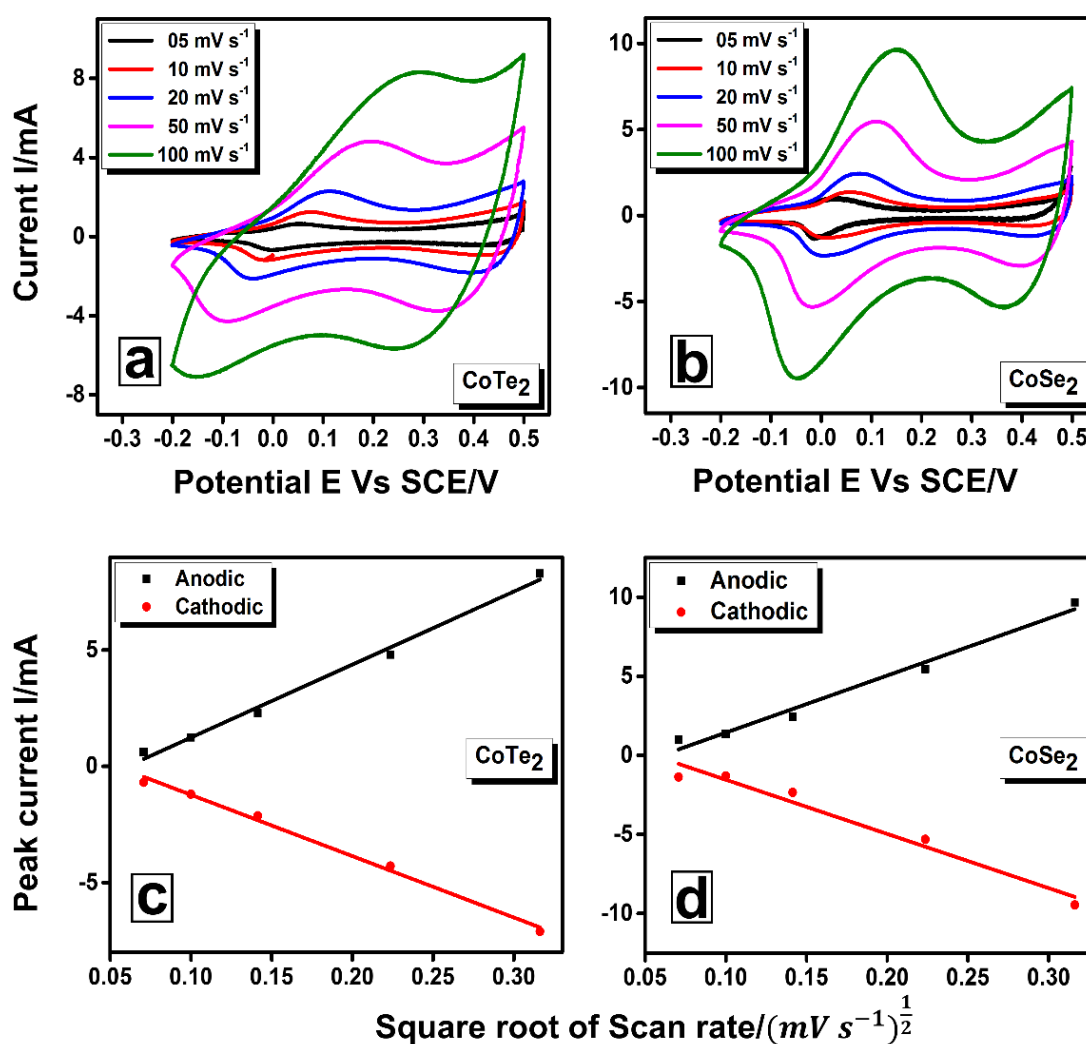 a
05 mV s⁻¹
10 mV s⁻¹
20 mV s⁻¹
50 mV s⁻¹
100 mV s⁻¹
8
4
0
-4
-8
Current I/mA
CoTe₂
-0.3 -0.2 -0.1 0.0 0.1 0.2 0.3 0.4 0.5
Potential E Vs SCE/V
b
05 mV s⁻¹
10 mV s⁻¹
20 mV s⁻¹
50 mV s⁻¹
100 mV s⁻¹
10
5
0
-5
-10
CoSe₂
-0.3 -0.2 -0.1 0.0 0.1 0.2 0.3 0.4 0.5
Potential E Vs SCE/V
Anodic
Cathodic
5
0
-5
Peak current I/mA
CoTe₂
c
0.05 0.10 0.15 0.20 0.25 0.30
Anodic
Cathodic
10
5
0
-5
-10
CoSe₂
d
0.05 0.10 0.15 0.20 0.25 0.30
Square root of Scan rate/(mV s⁻¹)^½